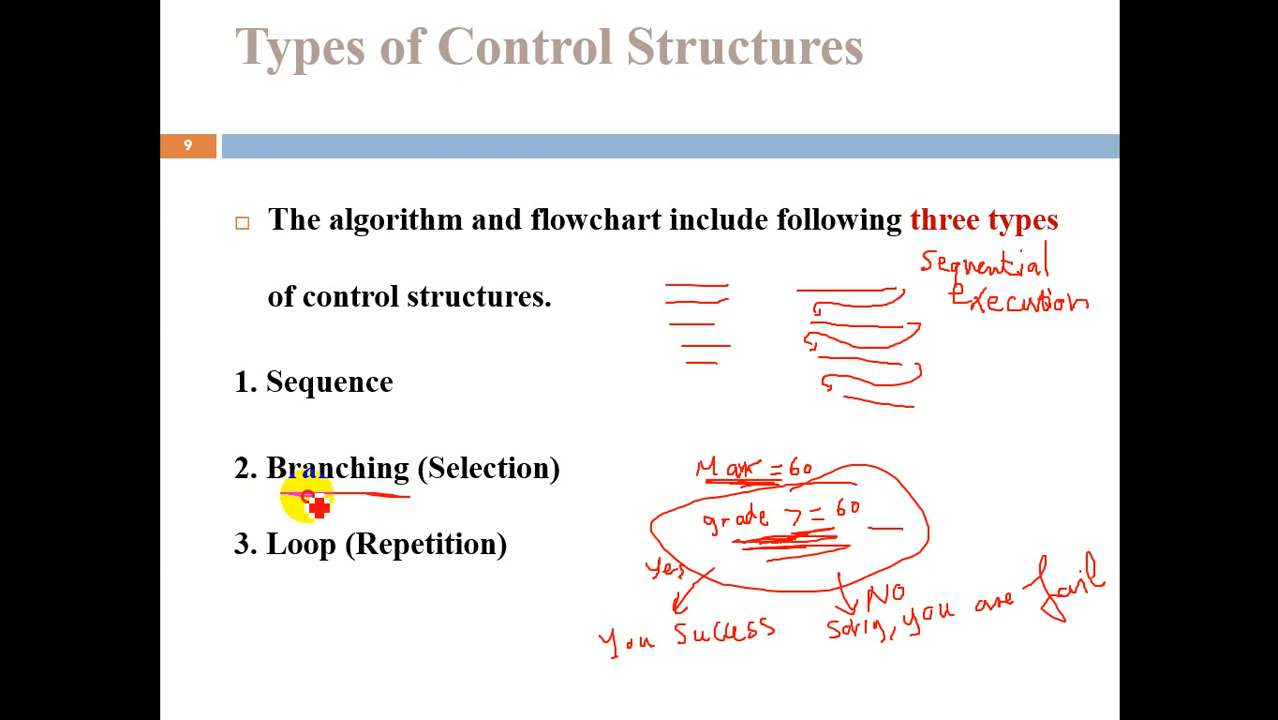 Types of Control Structures
9
The algorithm and flowchart include following three types
Sequential
of control structures.
Execution
1. Sequence
2. Branching (Selection)
Mark = 60
grade >= 60
3. Loop (Repetition)
Yes
NO
You Success
Sorry, you are fail